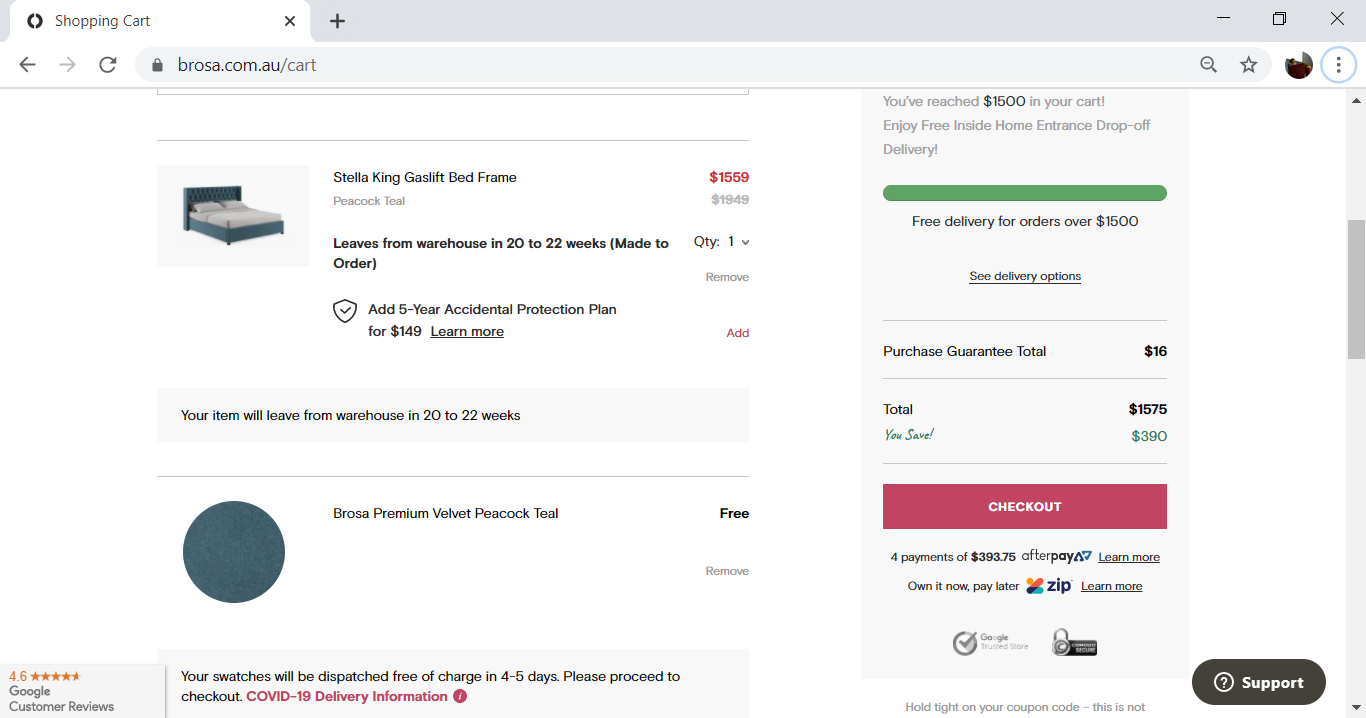 Shopping Cart
brosa.com.au/cart
Stella King Gaslift Bed Frame
$1559
Peacock Teal
$1949
Leaves from warehouse in 20 to 22 weeks (Made to
Order)
Qty: 1
Remove
Add 5-Year Accidental Protection Plan
for $149 Learn more
Add
Your item will leave from warehouse in 20 to 22 weeks
Brosa Premium Velvet Peacock Teal
Free
Remove
Your swatches will be dispatched free of charge in 4-5 days. Please proceed to
checkout. COVID-19 Delivery Information i
4.6
Google
Customer Reviews
You've reached $1500 in your cart!
Enjoy Free Inside Home Entrance Drop-off
Delivery!
Free delivery for orders over $1500
See delivery options
Purchase Guarantee Total $16
Total $1575
You Save! $390
CHECKOUT
4 payments of $393.75 afterpay Learn more
Own it now, pay later zip Learn more
Google
Trusted Store
COMODO
SECURE
? Support
Hold tight on your coupon code – this is not